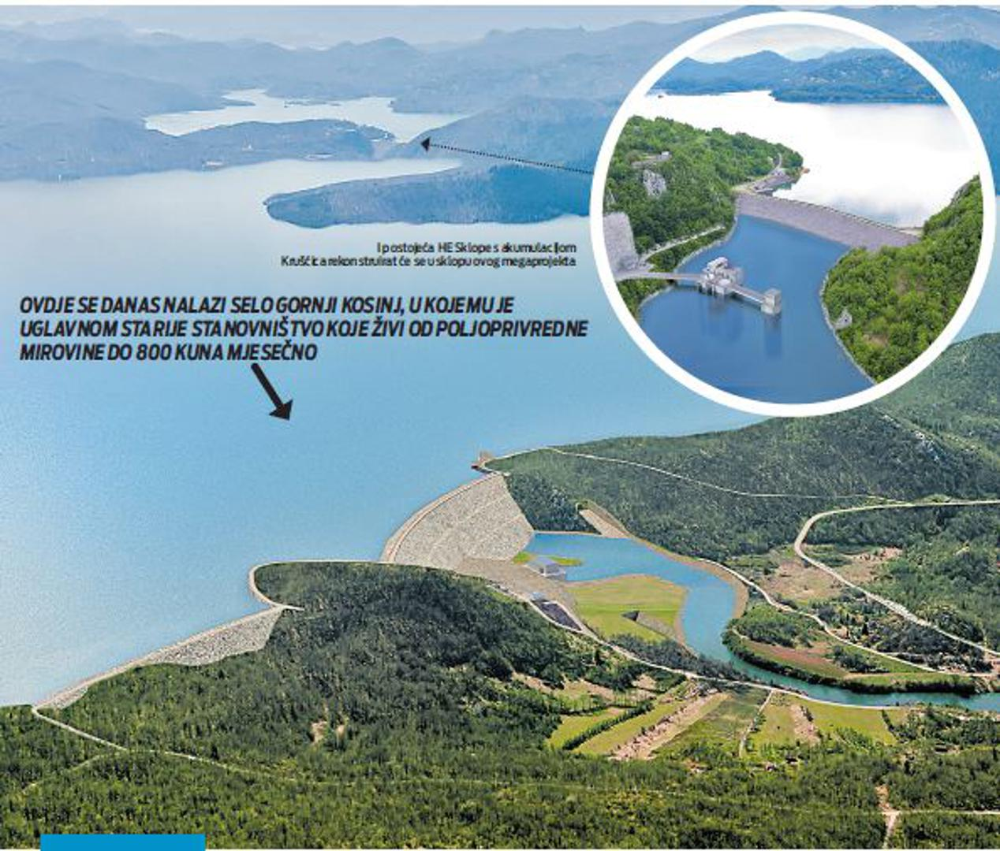 I postojeća HE Sklope s akumulacijom
Krušćica rekonstruirat će se u sklopu ovog megaprojekta
OVDJE SE DANAS NALAZI SELO GORNJI KOSINJ, U KOJEMU JE
UGLAVNOM STARIJE STANOVNIŠTVO KOJE ŽIVI OD POLJOPRIVREDNE
MIROVINE DO 800 KUNA MJESEČNO